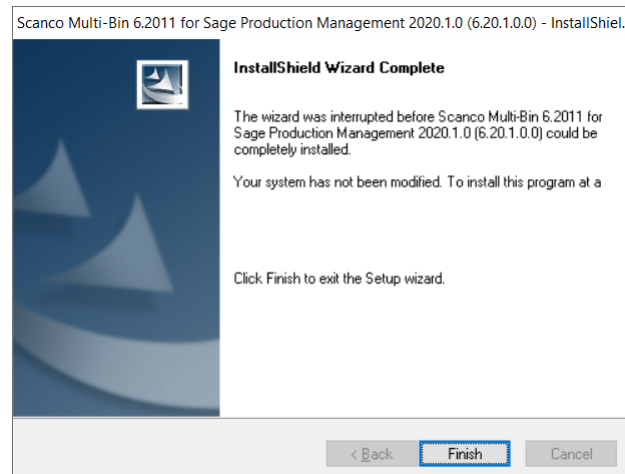 Scanco Multi-Bin 6.2011 for Sage Production Management 2020.1.0 (6.20.1.0.0) - InstallShiel.
InstallShield Wizard Complete
The wizard was interrupted before Scanco Multi-Bin 6.2011 for
Sage Production Management 2020.1.0 (6.20.1.0.0) could be
completely installed.
Your system has not been modified. To install this program at a
Click Finish to exit the Setup wizard.
< Back
Finish
Cancel